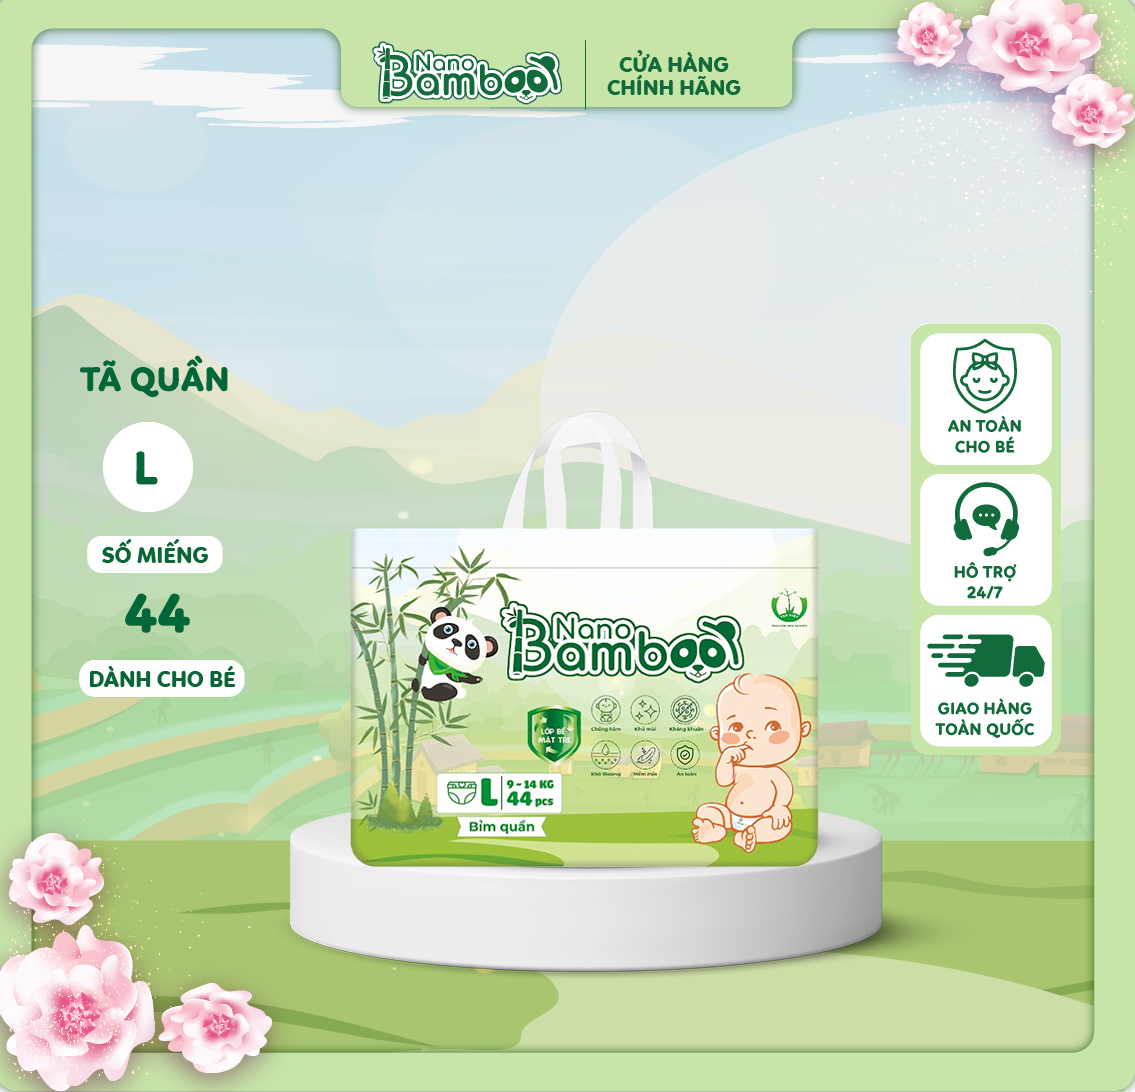 Nano
Bamboo
CỬA HÀNG
CHÍNH HÃNG
TÃ QUẦN
L
SỐ MIẾNG
44
DÀNH CHO BÉ
Nano
Bamboo
LỚP BỀ
MẶT TRE
Chống hăm
Khử mùi
Kháng khuẩn
Khô thoáng
Mềm mịn
An toàn
L
9 - 14 KG
44 pcs
Bỉm quần
AN TOÀN
CHO BÉ
HÔ TRỢ
24/7
GIAO HÀNG
TOÀN QUỐC